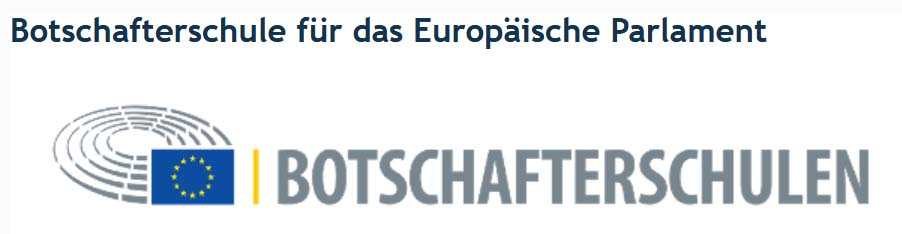 Botschafterschule für das Europäische Parlament
BOTSCHAFTERSCHULEN